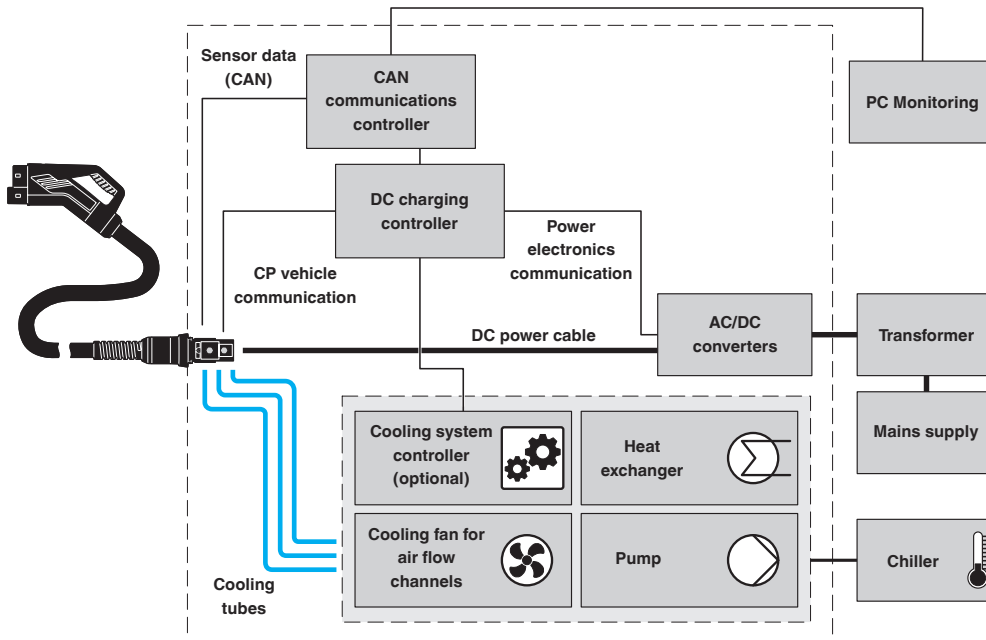 Sensor data
(CAN)
CAN
communications
controller
PC Monitoring
DC charging
controller
Power
electronics
communication
CP vehicle
communication
DC power cable
AC/DC
converters
Transformer
Mains supply
Cooling system
controller
(optional)
Heat
exchanger
Cooling fan for
air flow
channels
Pump
Chiller
Cooling
tubes